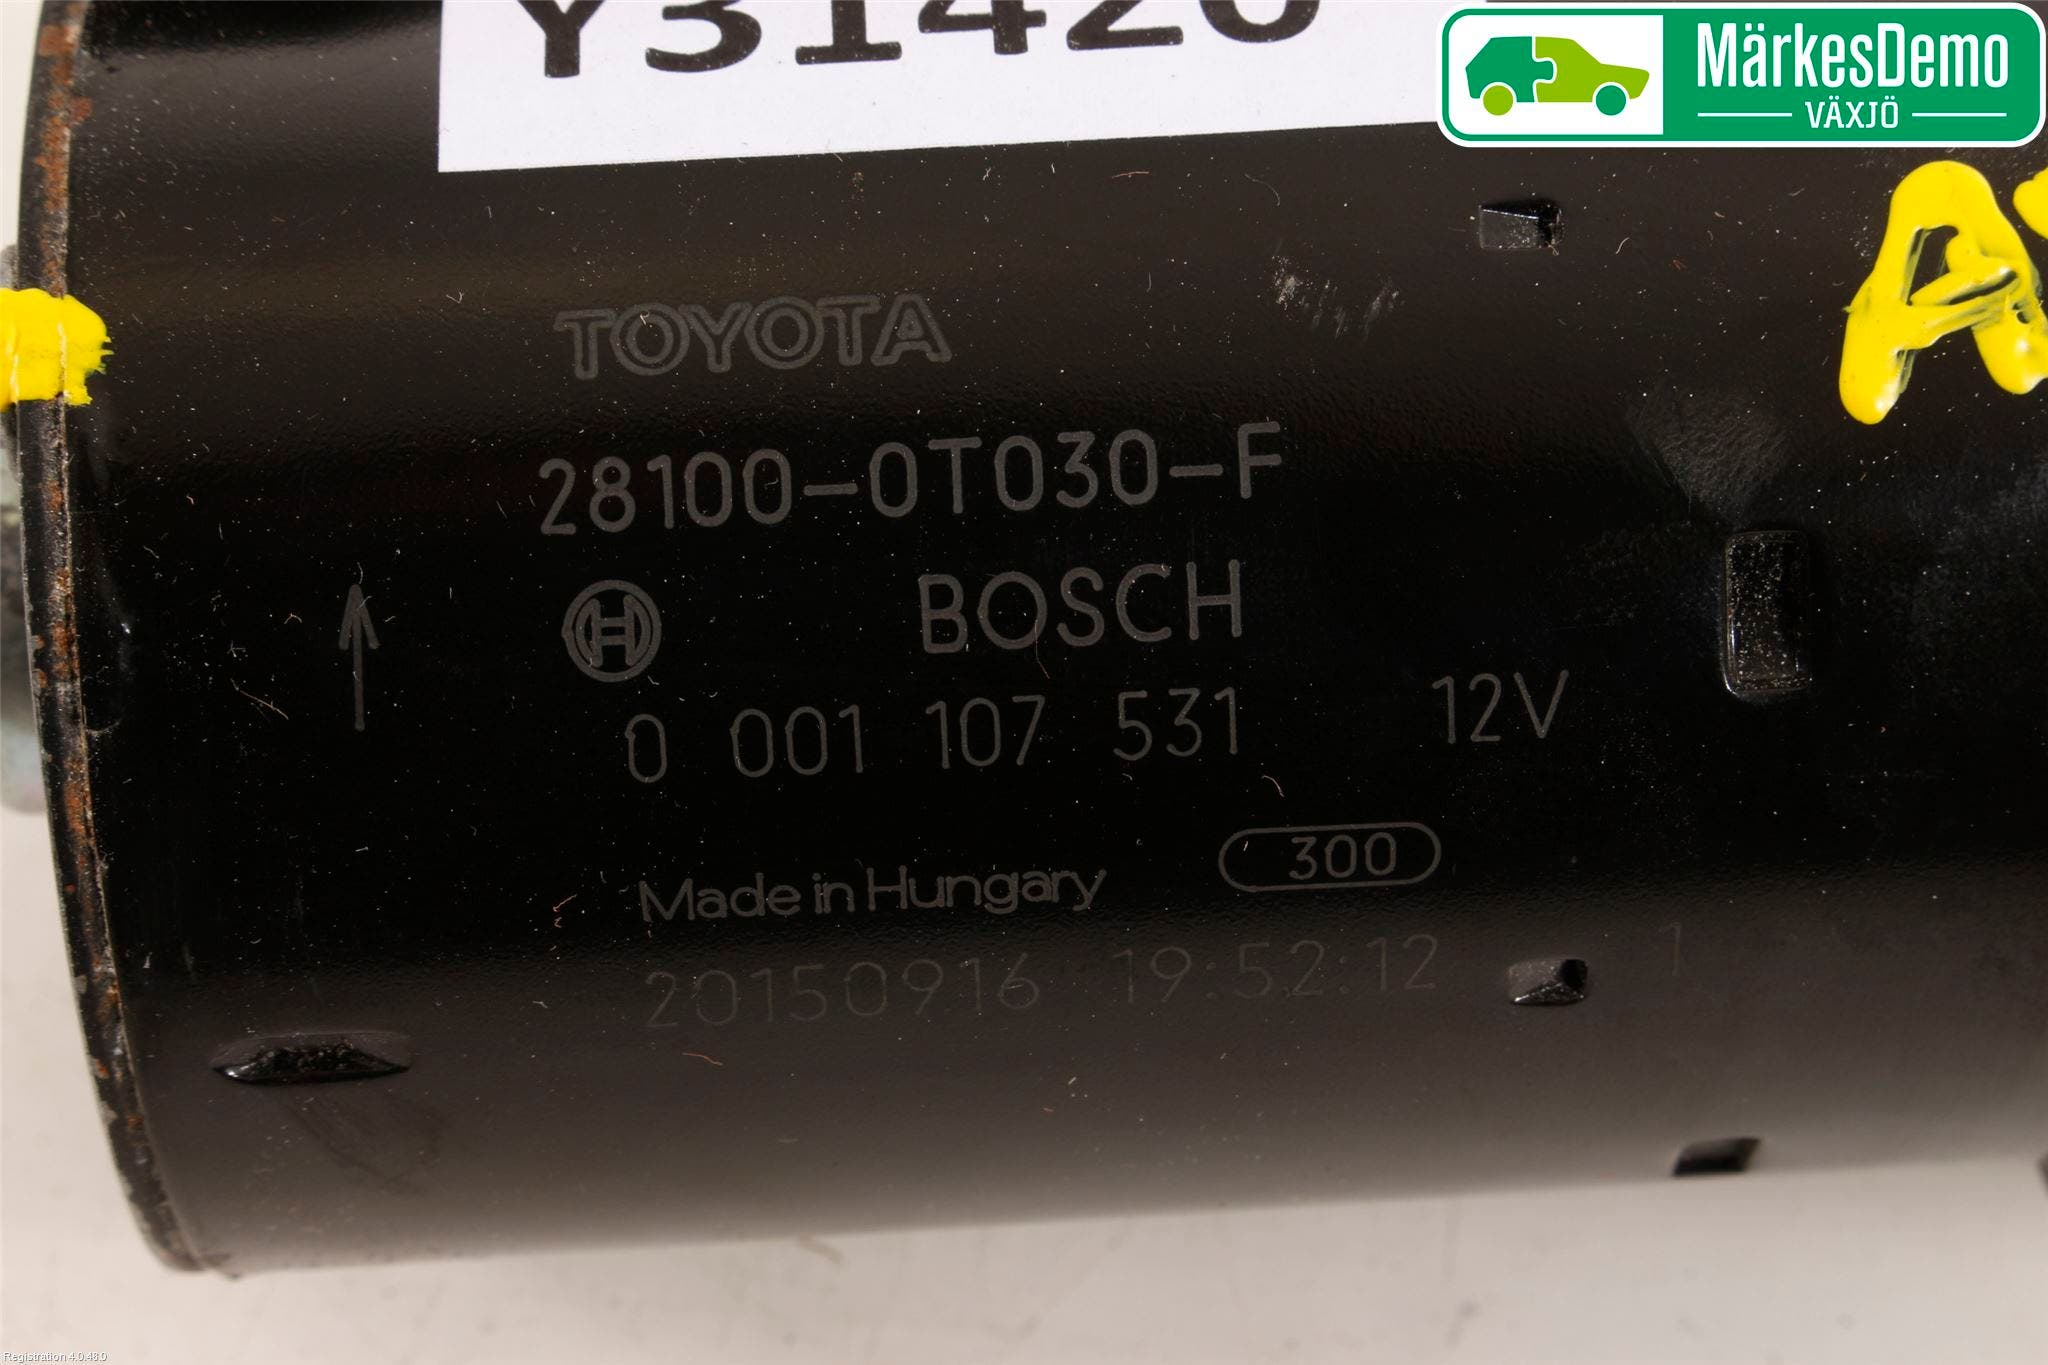 Y31420
MärkesDemo
VÄXJÖ
TOYOTA
28100-0T030-F
BOSCH
0 001 107 531 12V
300
Made in Hungary
20150916 19:52:12 1
Registration 4.0.48.0